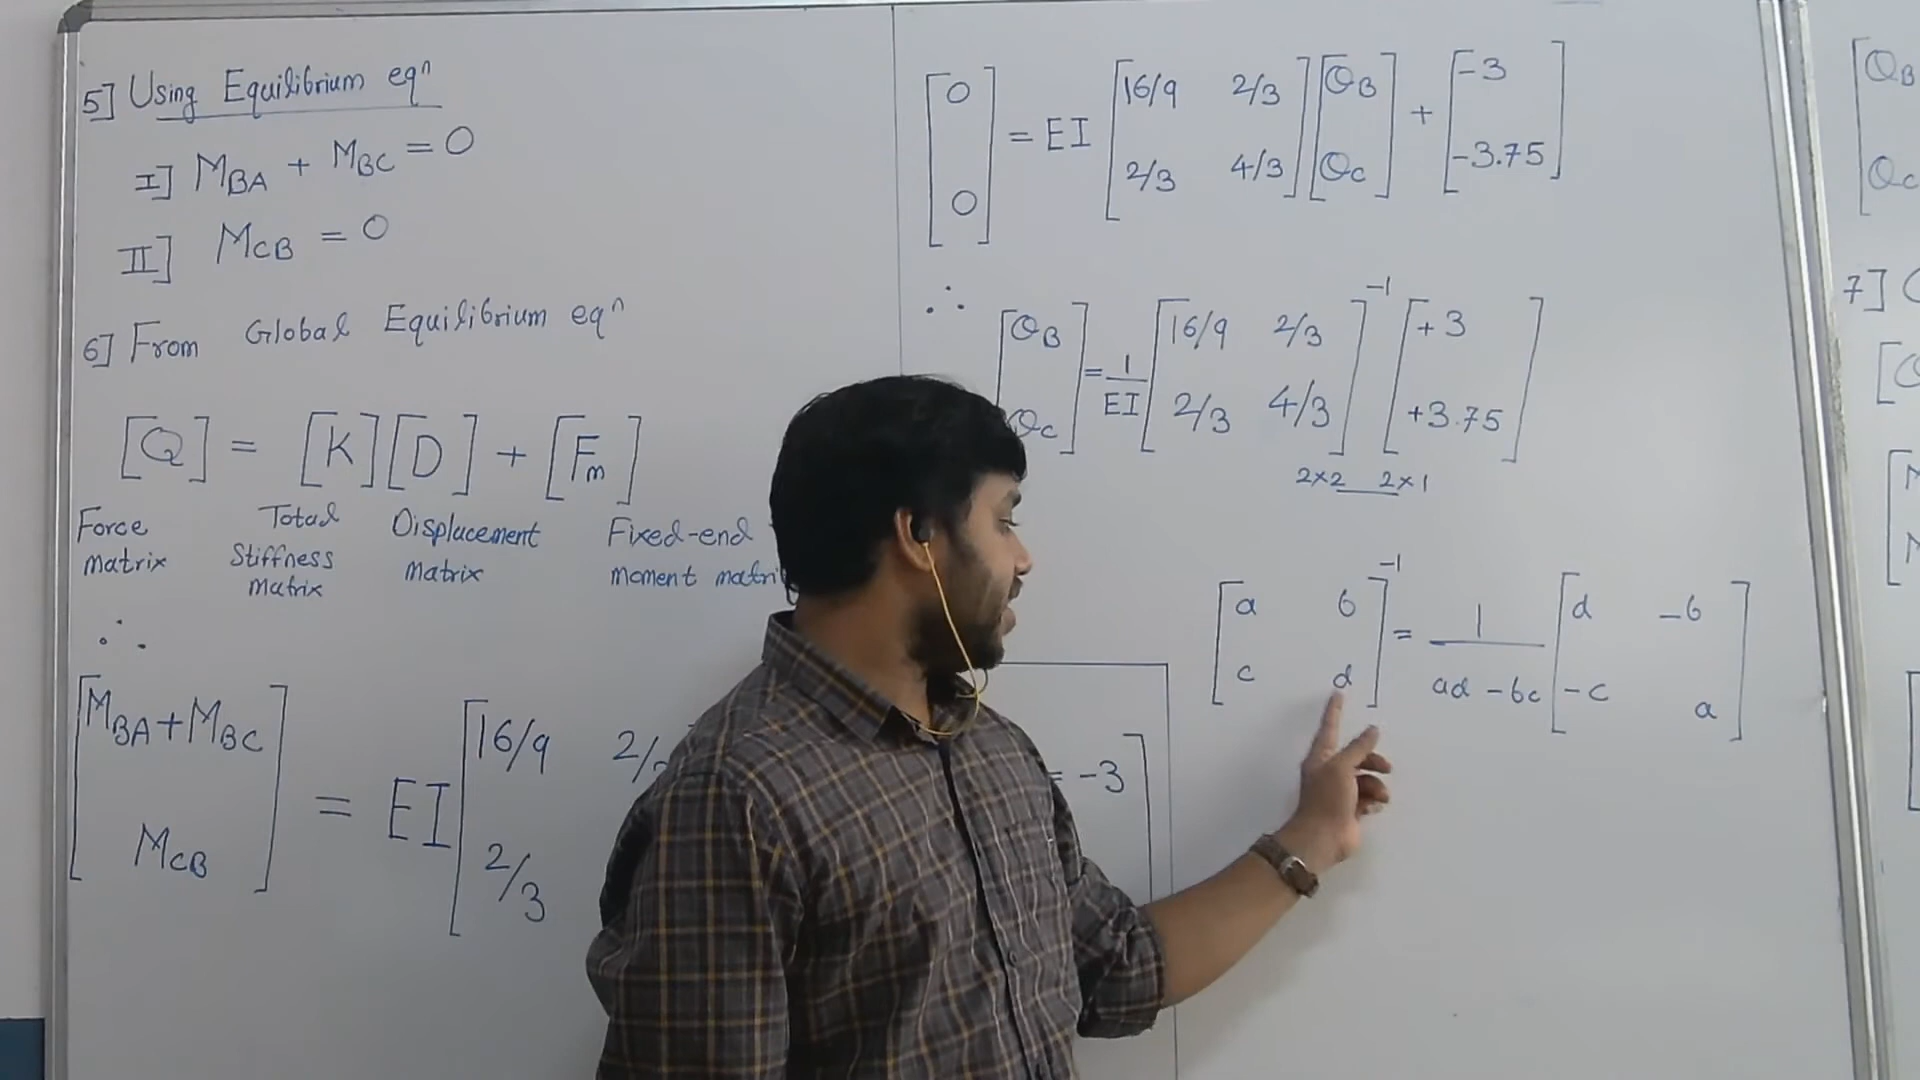 5] Using Equilibrium eqⁿ
I] MBA + MBC = 0
II] MCB = 0
6] From Global Equilibrium eqⁿ
[Q] = [K][D] + [Fm]
Force matrix
Total Stiffness matrix
Displacement matrix
Fixed-end moment matri
∴
[MBA+MBC
MCB] = EI [16/9 2/
2/3
= -3]
[0
0] = EI [16/9 2/3
2/3 4/3] [θB
θC] + [-3
-3.75]
∴ [θB
θC] = 1/EI [16/9 2/3
2/3 4/3]⁻¹ [+3
+3.75]
2×2 2×1
[a b
c d]⁻¹ = 1/(ad - bc) [d -b
-c a]
[θB
θC
7]